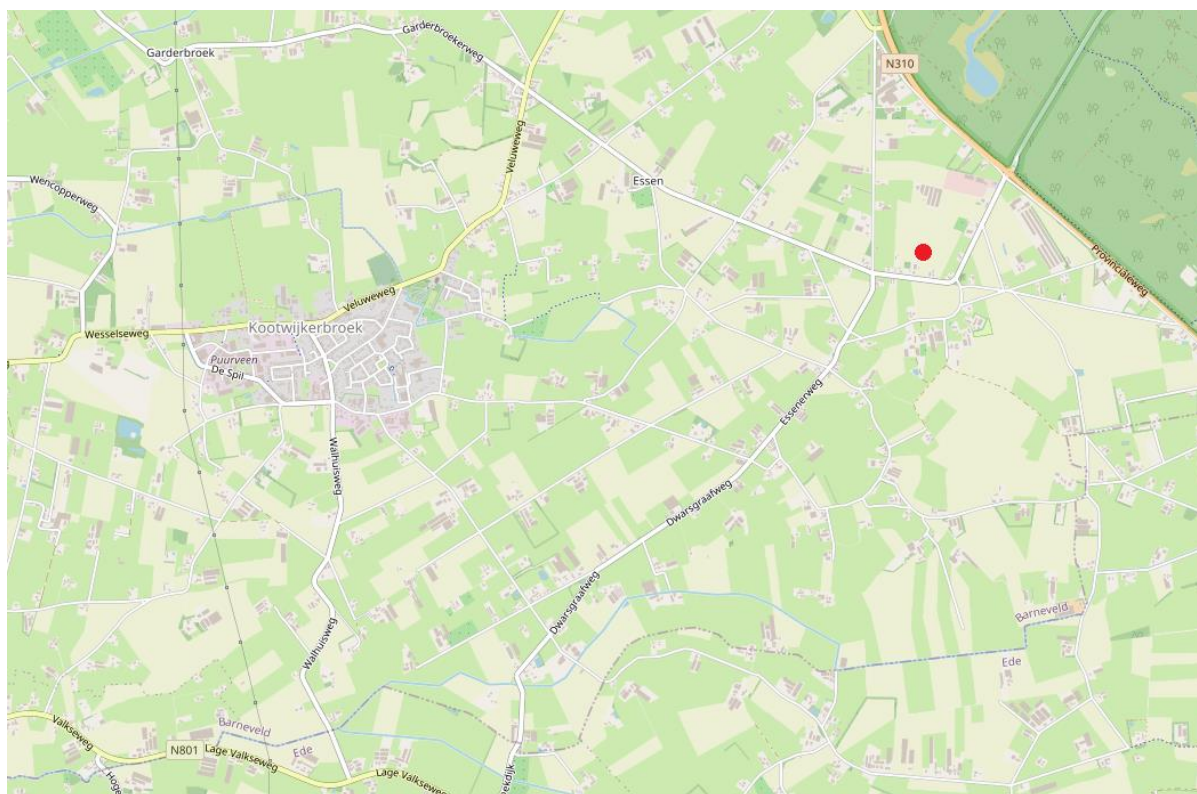 Garderbroek
Garderbroekerweg
N310
Veluweweg
Wencopperweg
Essen
Provincialeweg
Veluweweg
Wesselseweg
Kootwijkerbroek
Puurveen
De Spil
Essenerweg
Walhuisweg
Dwarsgraafweg
Dwarsgraafweg
Barneveld
Walhuisweg
Ede
Valkseweg
Barneveld
Ede
N801
Lage Valkseweg
Lage Valkseweg